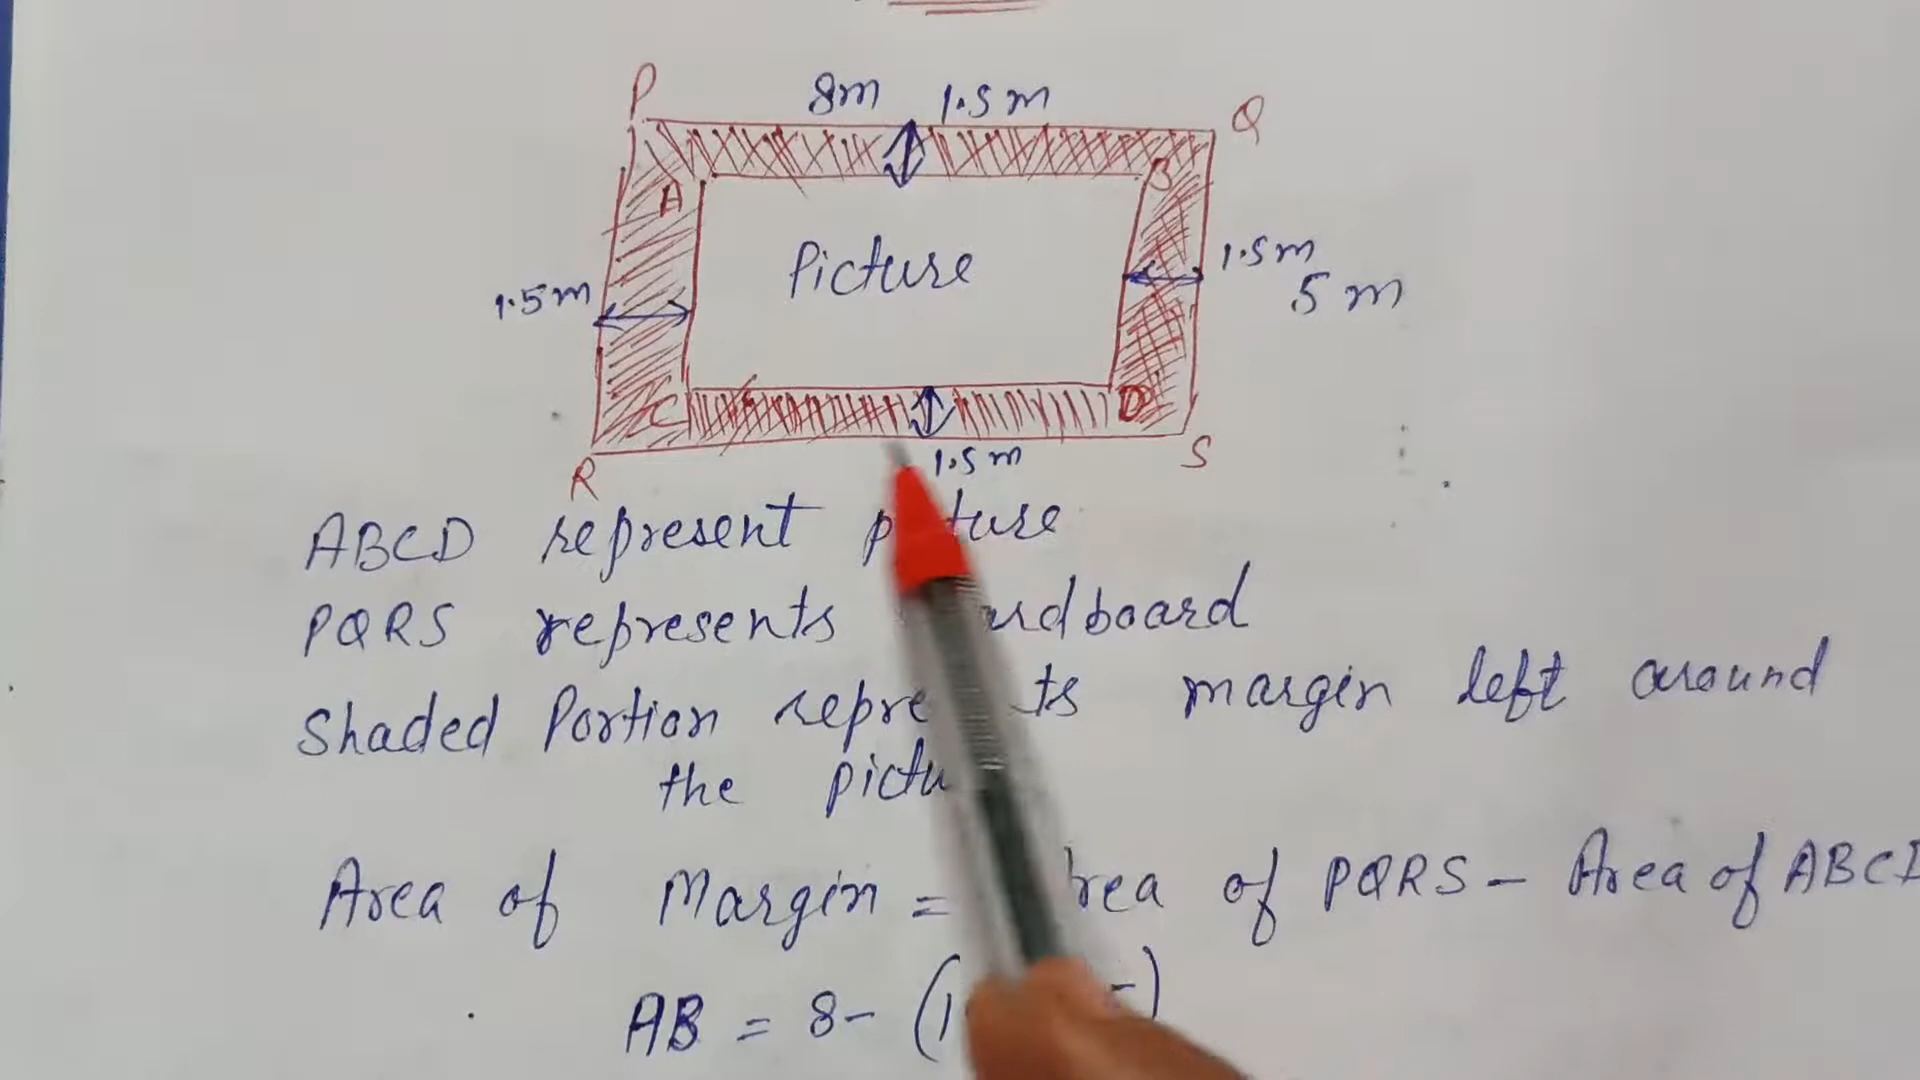 P 8m 1.5m Q
A B
Picture
1.5m 1.5m
5m
C D
R 1.5m S
ABCD represent
PQRS represents
Shaded Portion margin left around
the
Area of Margin = of PQRS - Area of ABCD
AB = 8-(